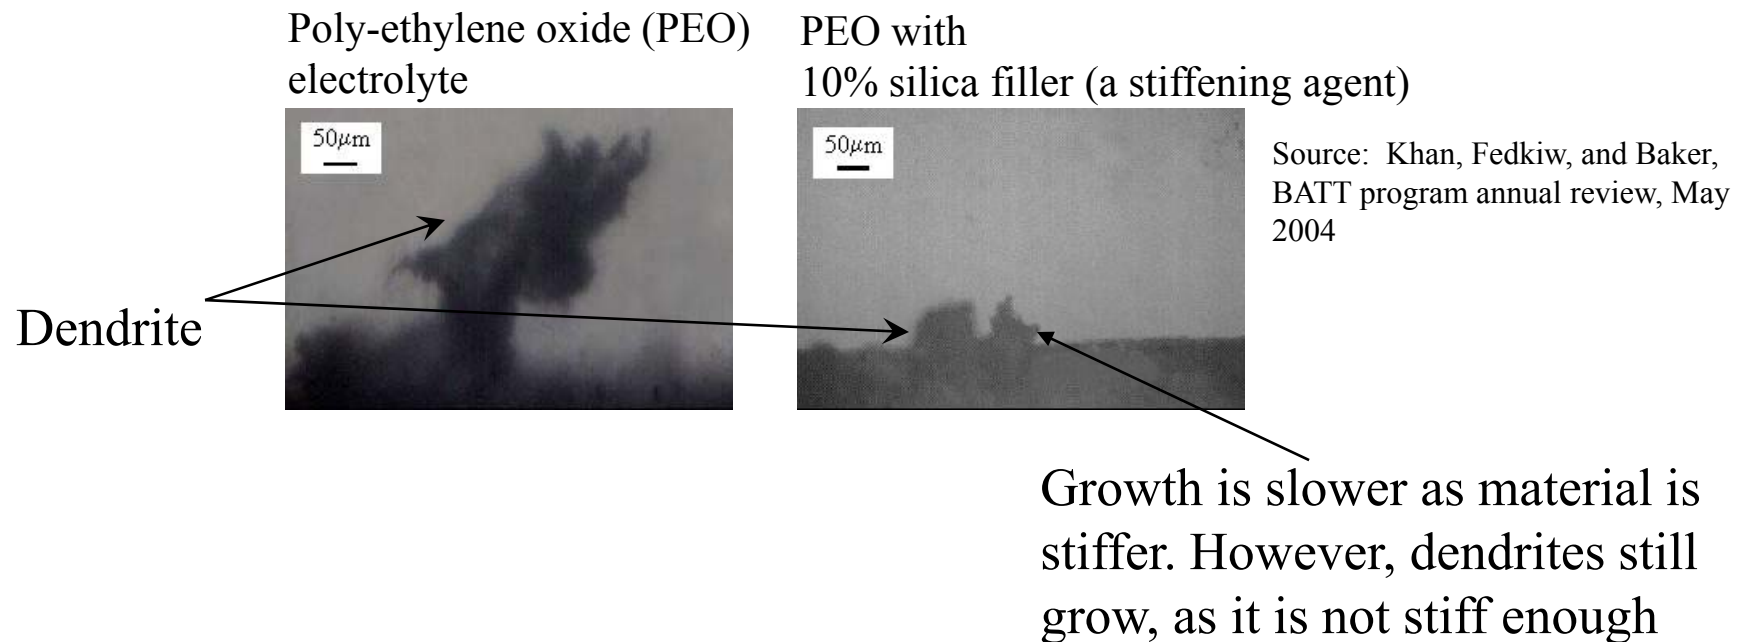 Poly-ethylene oxide (PEO)
electrolyte
PEO with
10% silica filler (a stiffening agent)
50μm
50μm
Source: Khan, Fedkiw, and Baker,
BATT program annual review, May
2004
Dendrite
Growth is slower as material is
stiffer. However, dendrites still
grow, as it is not stiff enough